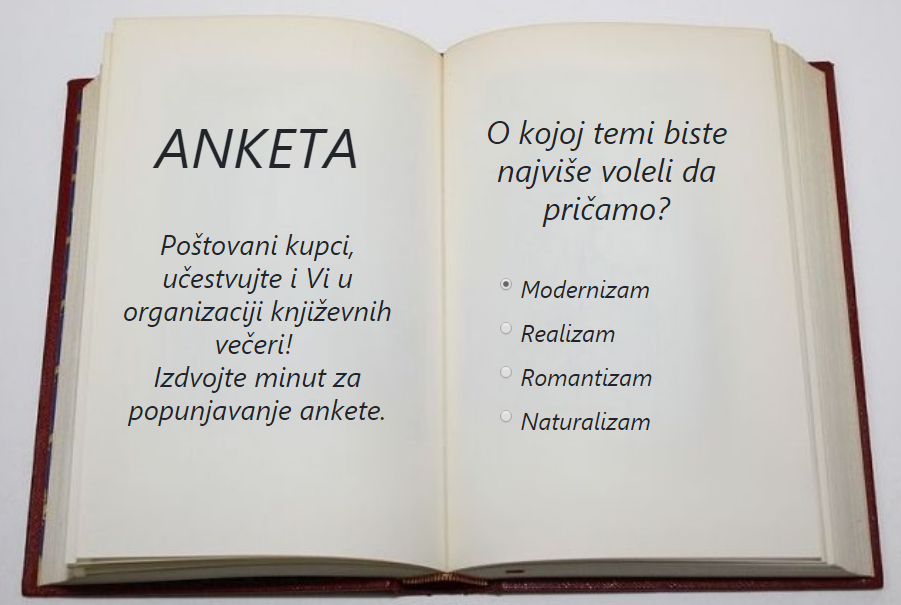 ANKETA
Poštovani kupci,
učestvujte i Vi u
organizaciji književnih
večeri!
Izdvojte minut za
popunjavanje ankete.
O kojoj temi biste
najviše voleli da
pričamo?
Modernizam
Realizam
Romantizam
Naturalizam